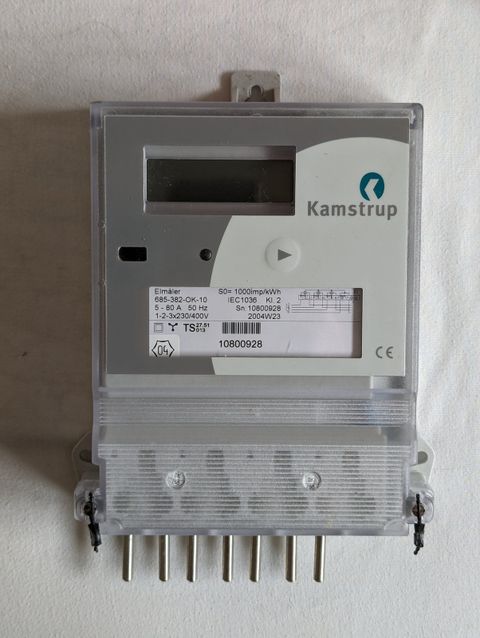 Kamstrup
Elmåler S0= 1000imp/kWh
685-382-OK-10 IEC1036 Kl. 2
5 - 80 A 50 Hz Sn: 10800928
1-2-3x230/400V 2004W23
TS 27.51
013
10800928
04
CE